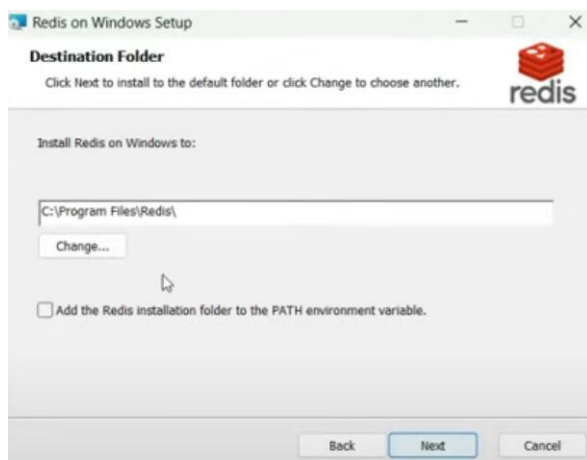 Redis on Windows Setup
Destination Folder
Click Next to install to the default folder or click Change to choose another.
redis
Install Redis on Windows to:
C:\Program Files\Redis\
Change...
Add the Redis installation folder to the PATH environment variable.
Back
Next
Cancel